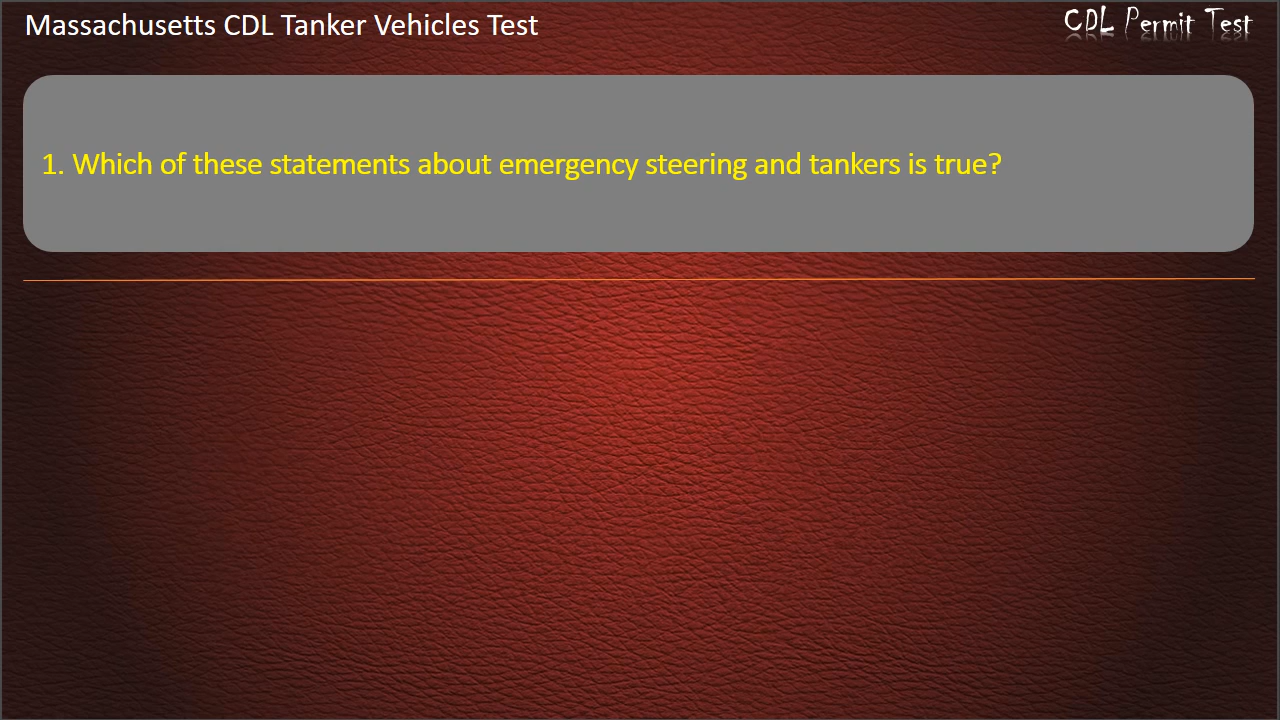 Massachusetts CDL Tanker Vehicles Test
CDL Permit Test
1. Which of these statements about emergency steering and tankers is true?